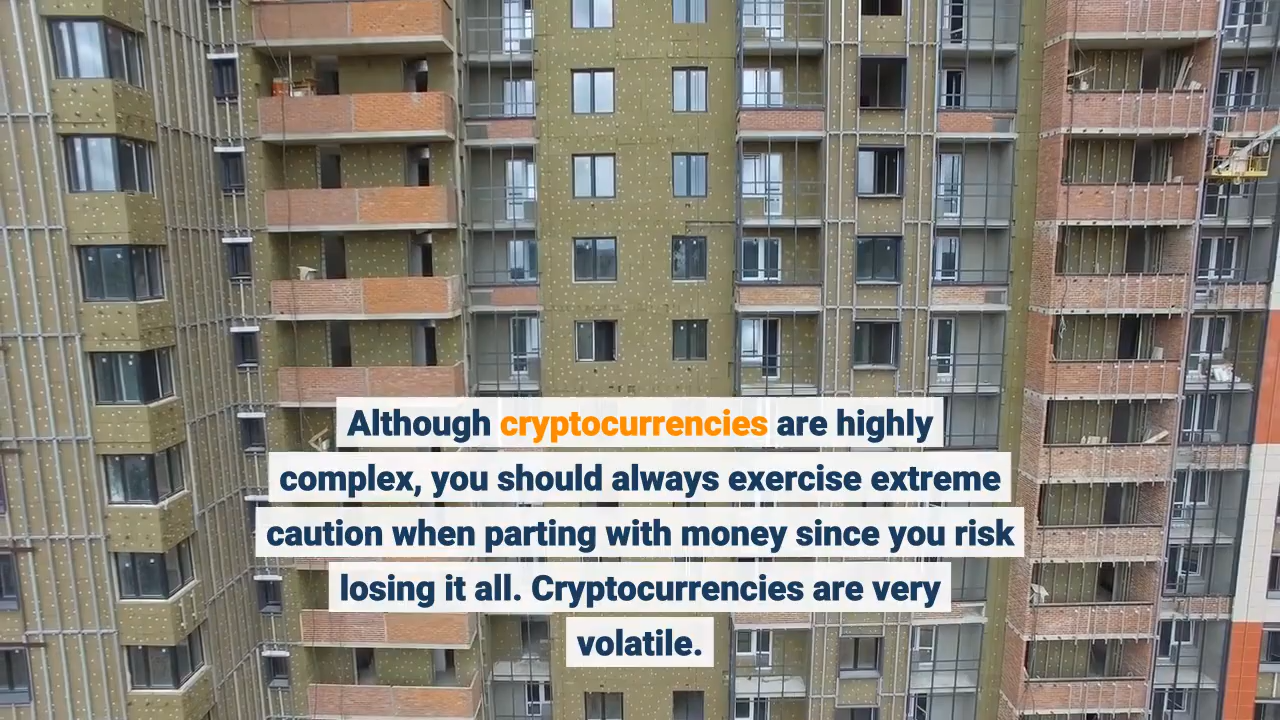 Although cryptocurrencies are highly
complex, you should always exercise extreme
caution when parting with money since you risk
losing it all. Cryptocurrencies are very
volatile.